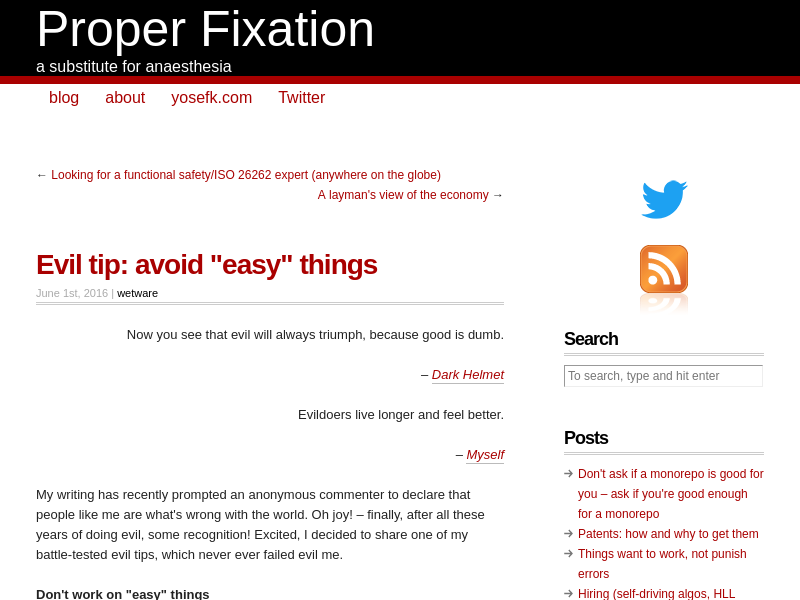 Proper Fixation
a substitute for anaesthesia
blog about yosefk.com Twitter
← Looking for a functional safety/ISO 26262 expert (anywhere on the globe)
A layman's view of the economy →
Evil tip: avoid "easy" things
June 1st, 2016 | wetware
Now you see that evil will always triumph, because good is dumb.
– Dark Helmet
Evildoers live longer and feel better.
– Myself
My writing has recently prompted an anonymous commenter to declare that
people like me are what's wrong with the world. Oh joy! – finally, after all these
years of doing evil, some recognition! Excited, I decided to share one of my
battle-tested evil tips, which never ever failed evil me.
Don't work on "easy" things
Search
To search, type and hit enter
Posts
Don't ask if a monorepo is good for
you – ask if you're good enough
for a monorepo
Patents: how and why to get them
Things want to work, not punish
errors
Hiring (self-driving algos, HLL